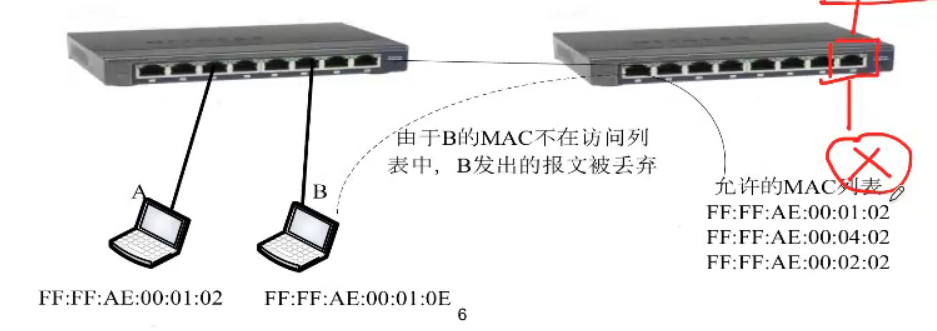 由于B的MAC不在访问列
表中，B发出的报文被丢弃
A
B
允许的MAC列表
FF:FF:AE:00:01:02
FF:FF:AE:00:04:02
FF:FF:AE:00:02:02
FF:FF:AE:00:01:02
FF:FF:AE:00:01:0E
6